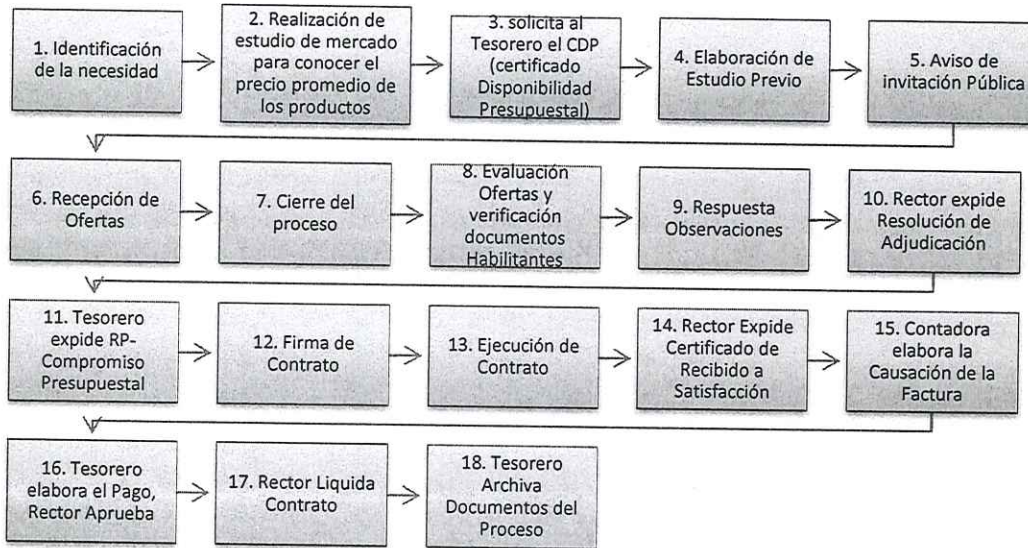 1. Identificación
de la necesidad
2. Realización de
estudio de mercado
para conocer el
precio promedio de
los productos
3. solicita al
Tesorero el CDP
(certificado
Disponibilidad
Presupuestal)
4. Elaboración de
Estudio Previo
5. Aviso de
invitación Pública
6. Recepción de
Ofertas
7. Cierre del
proceso
8. Evaluación
Ofertas y
verificación
documentos
Habilitantes
9. Respuesta
Observaciones
10. Rector expide
Resolución de
Adjudicación
11. Tesorero
expide RP-
Compromiso
Presupuestal
12. Firma de
Contrato
13. Ejecución de
Contrato
14. Rector Expide
Certificado de
Recibido a
Satisfacción
15. Contadora
elabora la
Causación de la
Factura
16. Tesorero
elabora el Pago,
Rector Aprueba
17. Rector Liquida
Contrato
18. Tesorero
Archiva
Documentos del
Proceso